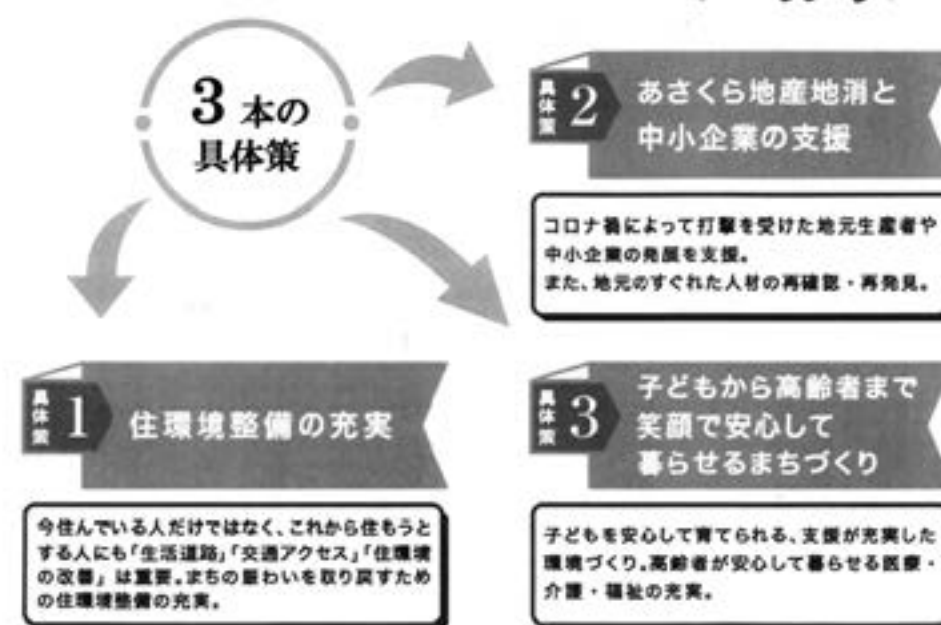 3本の
具体策
具体策
1
住環境整備の充実
今住んでいる人だけではなく、これから住もうと
する人にも「生活道路」「交通アクセス」「住環境
の改善」は重要。まちの賑わいを取り戻すため
の住環境整備の充実。
具体策
2
あさくら地産地消と
中小企業の支援
コロナ禍によって打撃を受けた地元生産者や
中小企業の発展を支援。
また、地元のすぐれた人材の再確認・再発見。
具体策
3
子どもから高齢者まで
笑顔で安心して
暮らせるまちづくり
子どもを安心して育てられる、支援が充実した
環境づくり。高齢者が安心して暮らせる医療・
介護・福祉の充実。